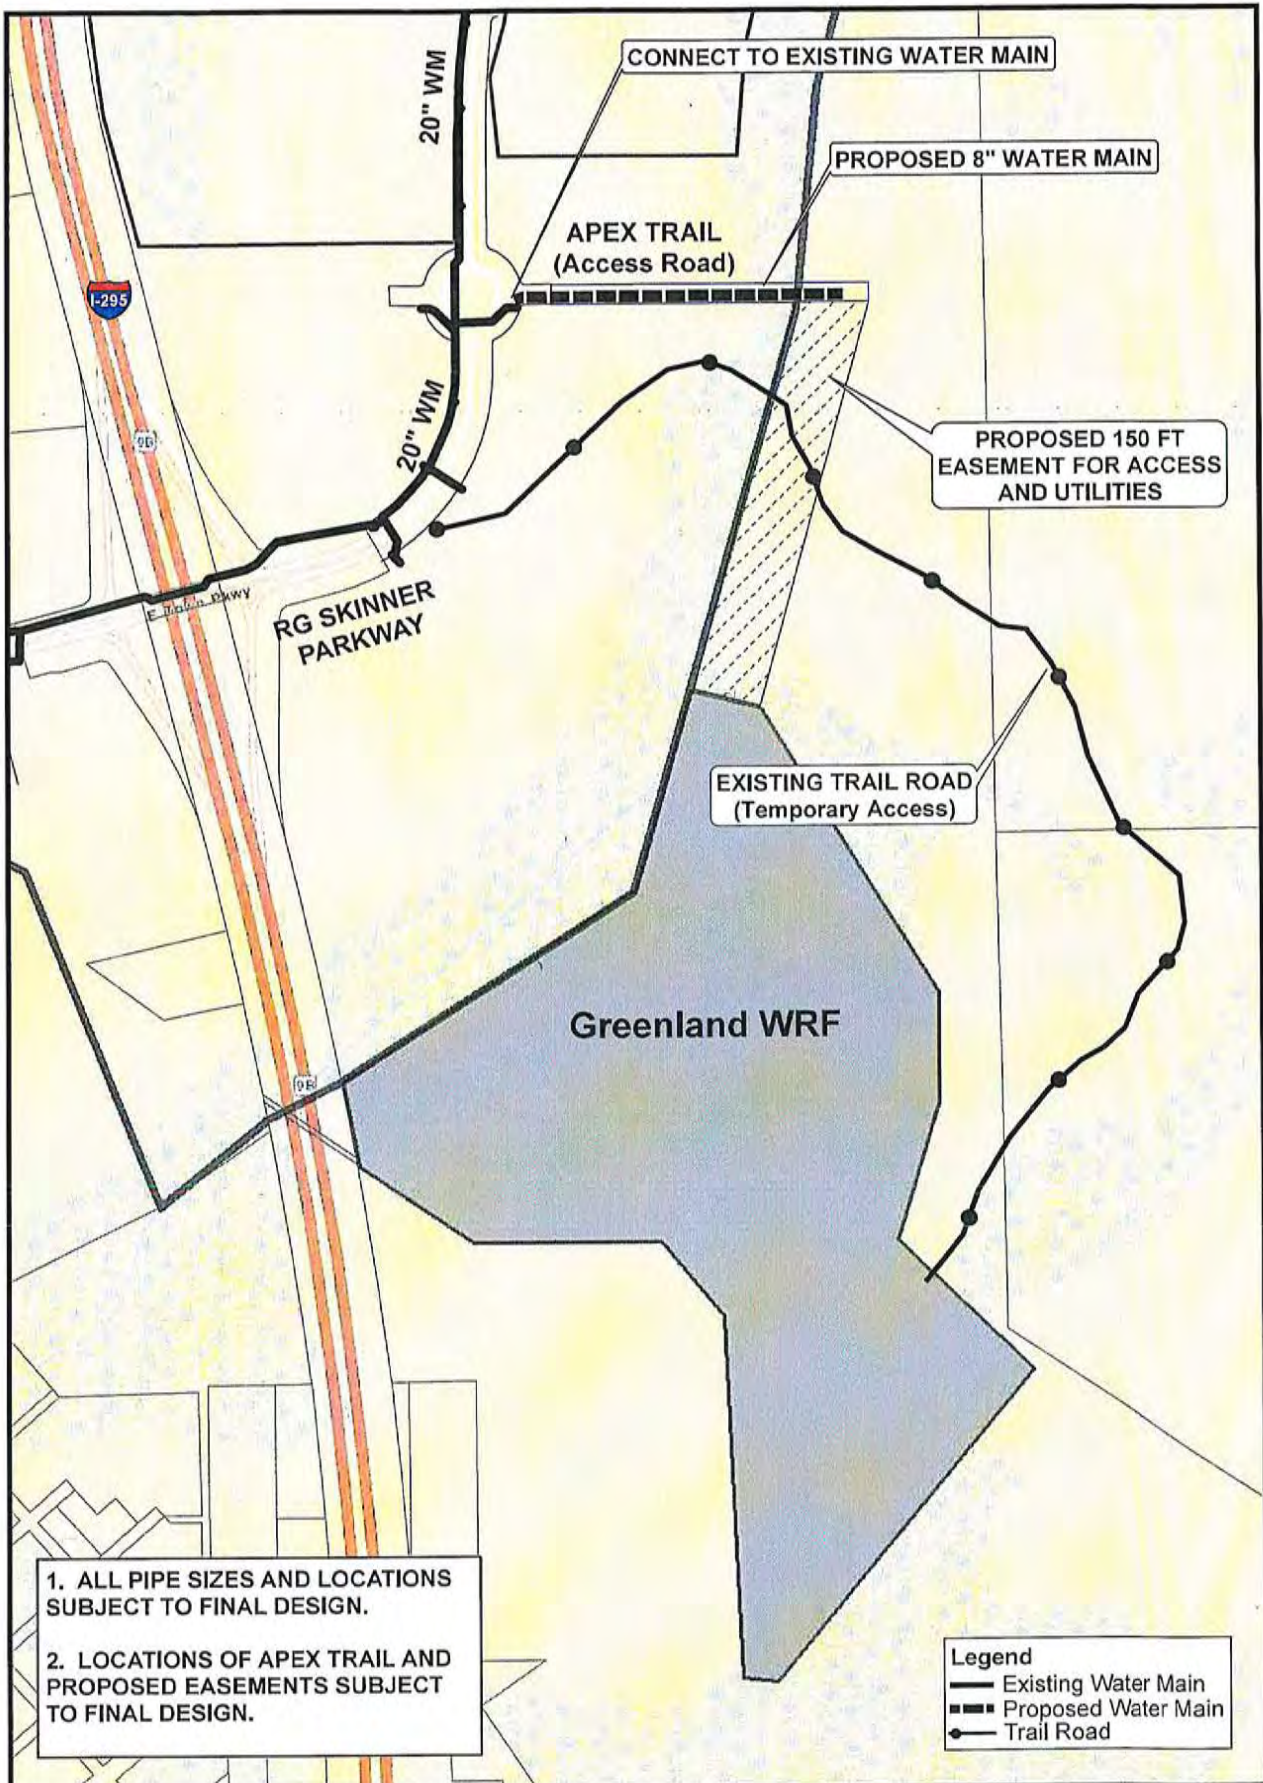 CONNECT TO EXISTING WATER MAIN
20" WM
PROPOSED 8" WATER MAIN
APEX TRAIL
(Access Road)
I-295
20" WM
9B
PROPOSED 150 FT
EASEMENT FOR ACCESS
AND UTILITIES
Pkwy
RG SKINNER
PARKWAY
EXISTING TRAIL ROAD
(Temporary Access)
Greenland WRF
9B
1. ALL PIPE SIZES AND LOCATIONS
SUBJECT TO FINAL DESIGN.
2. LOCATIONS OF APEX TRAIL AND
PROPOSED EASEMENTS SUBJECT
TO FINAL DESIGN.
Legend
Existing Water Main
Proposed Water Main
Trail Road